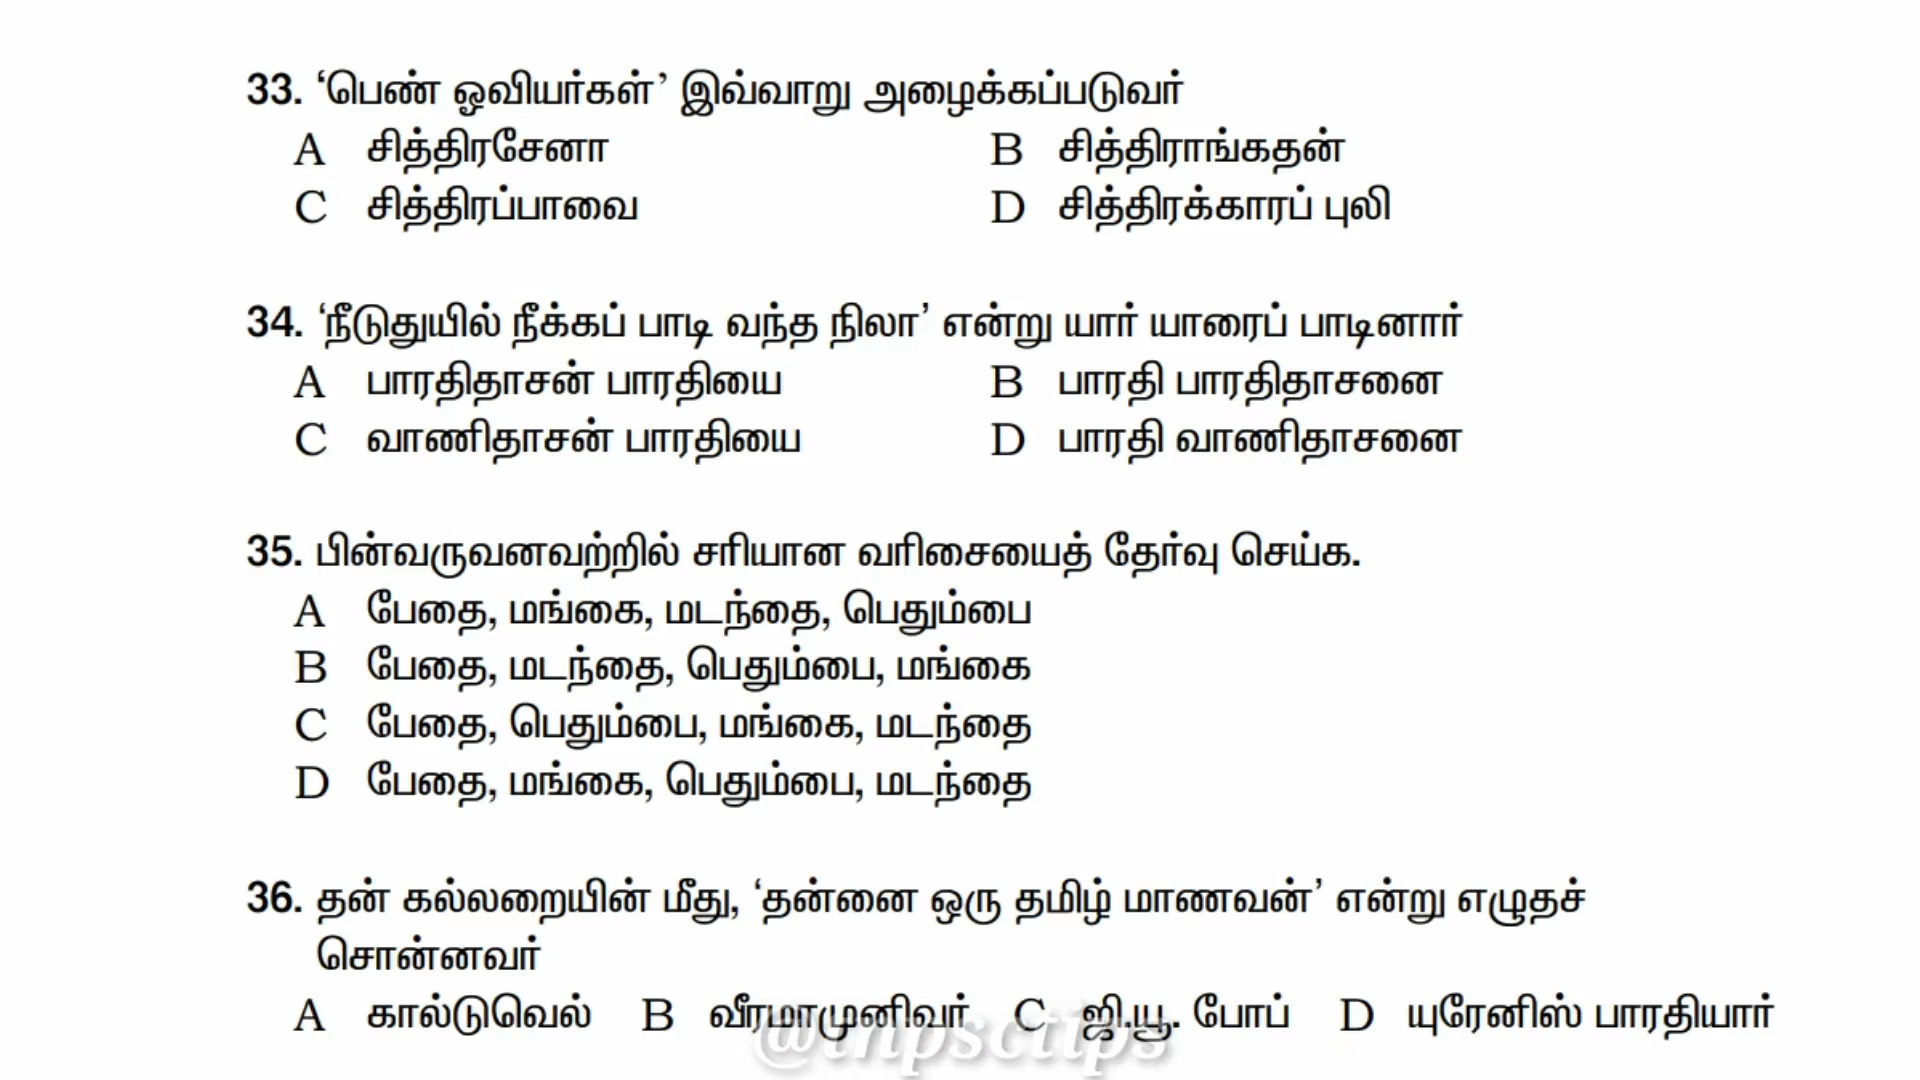 33. ‘பெண் ஓவியர்கள்’ இவ்வாறு அழைக்கப்படுவர்
A சித்திரசேனா B சித்திராங்கதன்
C சித்திரப்பாவை D சித்திரக்காரப் புலி
34. ‘நீடுதுயில் நீக்கப் பாடி வந்த நிலா’ என்று யார் யாரைப் பாடினார்
A பாரதிதாசன் பாரதியை B பாரதி பாரதிதாசனை
C வாணிதாசன் பாரதியை D பாரதி வாணிதாசனை
35. பின்வருவனவற்றில் சரியான வரிசையைத் தேர்வு செய்க.
A பேதை, மங்கை, மடந்தை, பெதும்பை
B பேதை, மடந்தை, பெதும்பை, மங்கை
C பேதை, பெதும்பை, மங்கை, மடந்தை
D பேதை, மங்கை, பெதும்பை, மடந்தை
36. தன் கல்லறையின் மீது, ‘தன்னை ஒரு தமிழ் மாணவன்’ என்று எழுதச்
சொன்னவர்
A கால்டுவெல் B வீரமாமுனிவர் C ஜி.யூ. போப் D யுரேனிஸ் பாரதியார்
@tnpsctips